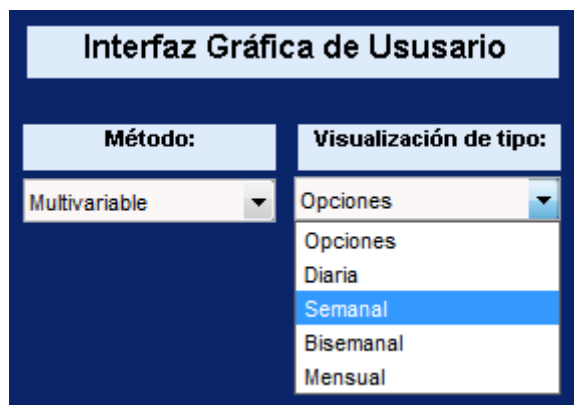 Interfaz Gráfica de Ususario
Método:
Visualización de tipo:
Multivariable
Opciones
Opciones
Diaria
Semanal
Bisemanal
Mensual